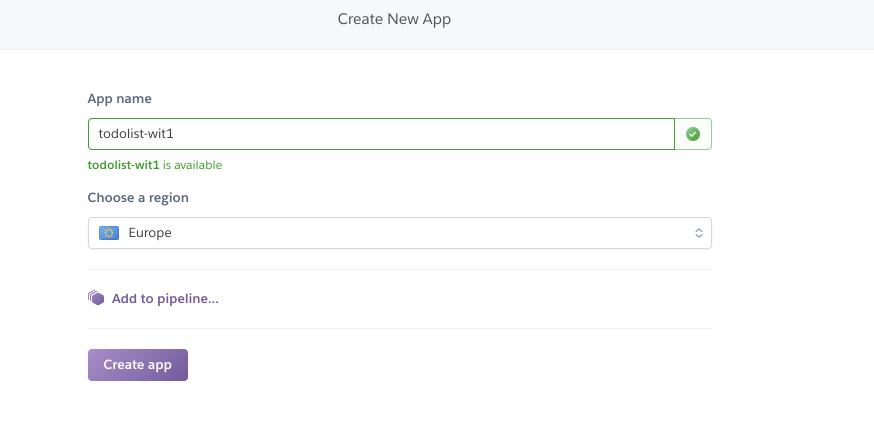 Create New App
App name
todolist-wit1
todolist-wit1 is available
Choose a region
Europe
Add to pipeline...
Create app